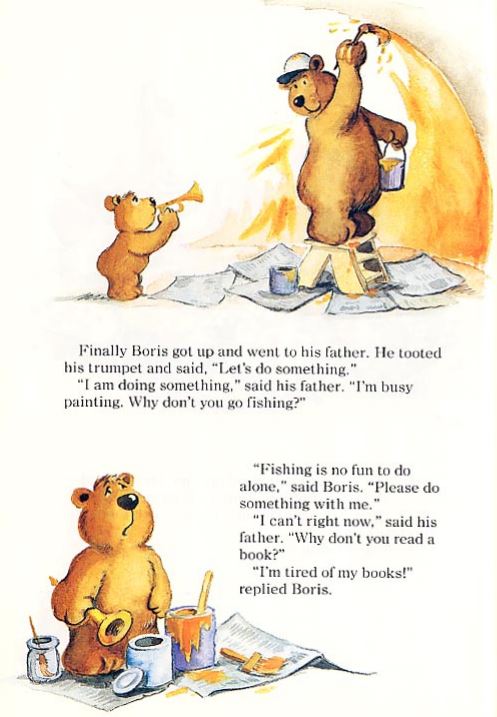 Finally Boris got up and went to his father. He tooted
his trumpet and said, "Let's do something."
"I am doing something," said his father. "I'm busy
painting. Why don't you go fishing?"
"Fishing is no fun to do
alone," said Boris. "Please do
something with me."
"I can't right now," said his
father. "Why don't you read a
book?"
"I'm tired of my books!"
replied Boris.